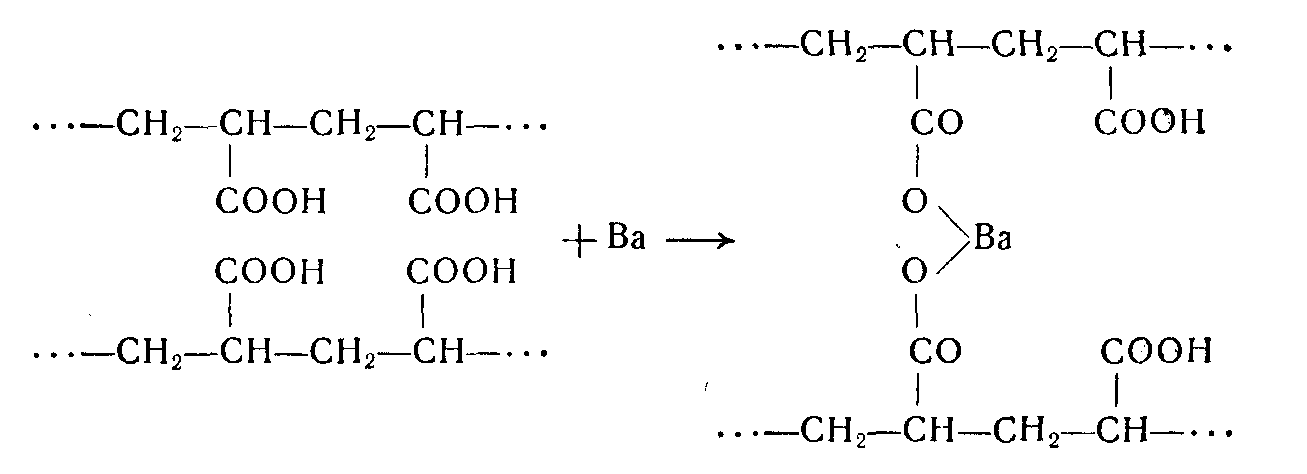 ···—CH₂—CH—CH₂—CH—···
COOH COOH
COOH COOH
···—CH₂—CH—CH₂—CH—···
+ Ba →
···—CH₂—CH—CH₂—CH—···
CO COOH
O
Ba
O
CO COOH
···—CH₂—CH—CH₂—CH—···